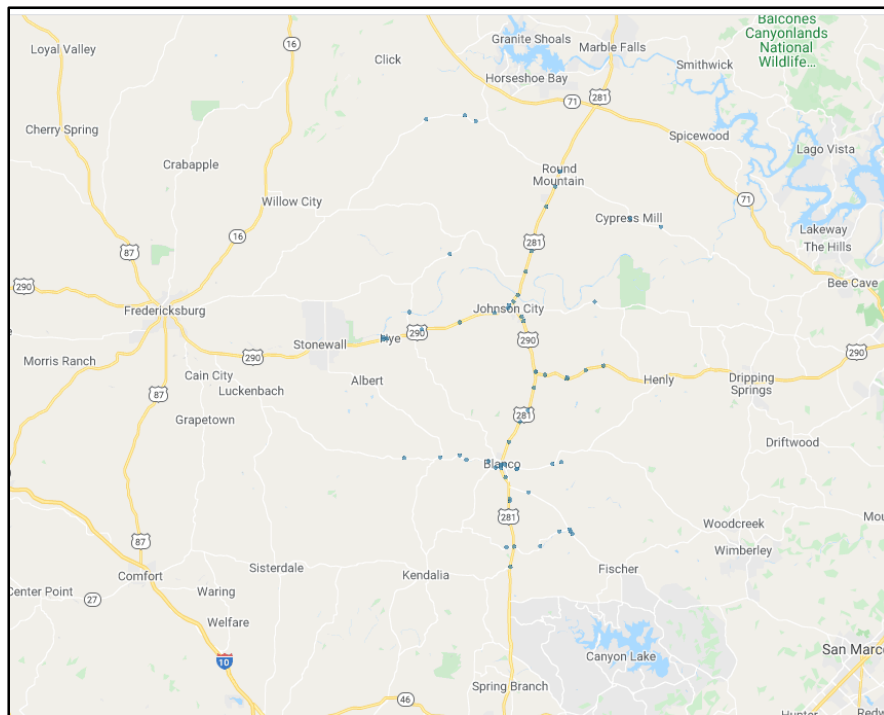 Balcones
Canyonlands
National
Wildlife...
Granite Shoals
Marble Falls
Loyal Valley
16
Click
Smithwick
Horseshoe Bay
71
281
Cherry Spring
Spicewood
Lago Vista
Crabapple
Round
Mountain
Willow City
71
Cypress Mill
Lakeway
The Hills
16
281
87
290
Bee Cave
Fredericksburg
Johnson City
290
Hye
290
290
Stonewall
290
Morris Ranch
Cain City
Albert
Henly
Dripping
Springs
Luckenbach
87
281
Grapetown
Driftwood
Blanco
281
Woodcreek
87
Wimberley
Sisterdale
Kendalia
Fischer
Comfort
Center Point
27
Waring
Welfare
10
Canyon Lake
San Marc
Spring Branch
46
Hunter